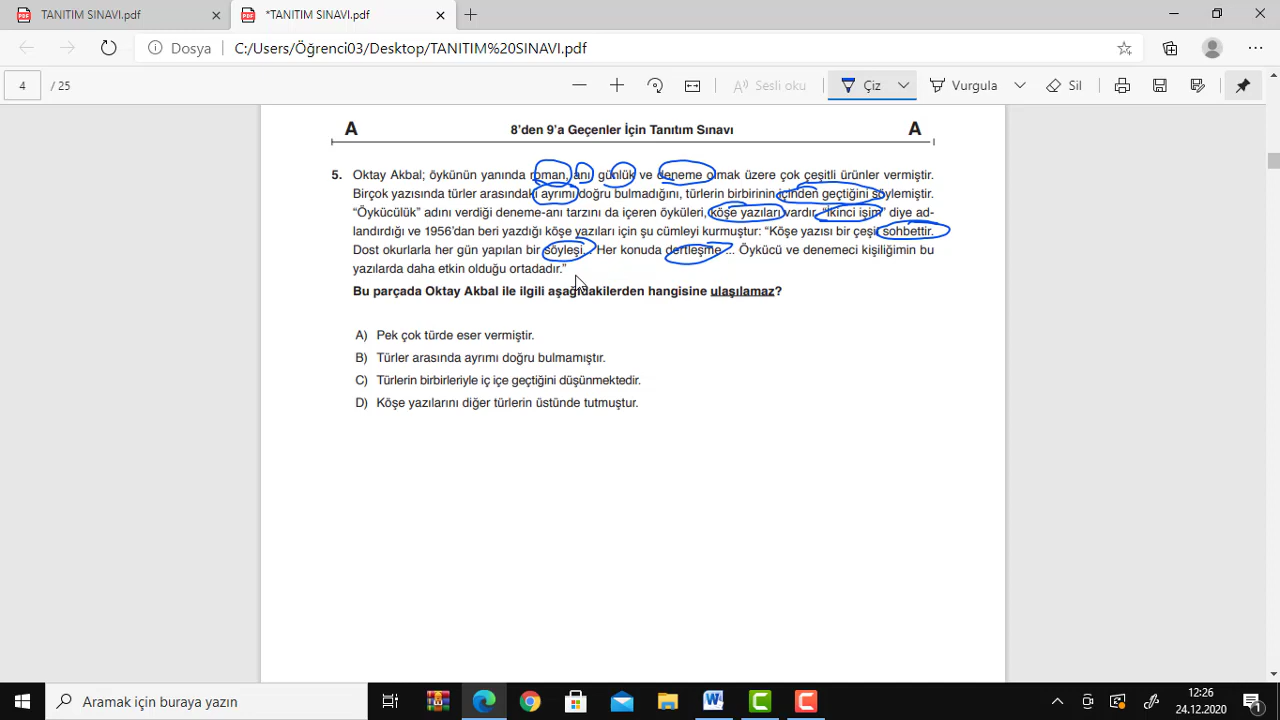 TANITIM SINAVI.pdf
*TANITIM SINAVI.pdf
Dosya
C:/Users/Öğrenci03/Desktop/TANITIM%20SINAVI.pdf
4 / 25
Sesli oku
Çiz
Vurgula
Sil
A 8'den 9'a Geçenler İçin Tanıtım Sınavı A
5. Oktay Akbal; öykünün yanında roman, anı günlük ve deneme olmak üzere çok çeşitli ürünler vermiştir.
Birçok yazısında türler arasındaki ayrımı doğru bulmadığını, türlerin birbirinin içinden geçtiğini söylemiştir.
“Öykücülük” adını verdiği deneme-anı tarzını da içeren öyküleri, köşe yazıları vardır. “İkinci işim” diye ad-
landırdığı ve 1956'dan beri yazdığı köşe yazıları için şu cümleyi kurmuştur: “Köşe yazısı bir çeşit sohbettir.
Dost okurlarla her gün yapılan bir söyleşi... Her konuda dertleşme ... Öykücü ve denemeci kişiliğimin bu
yazılarda daha etkin olduğu ortadadır.”
Bu parçada Oktay Akbal ile ilgili aşağıdakilerden hangisine ulaşılamaz?
A) Pek çok türde eser vermiştir.
B) Türler arasında ayrımı doğru bulmamıştır.
C) Türlerin birbirleriyle iç içe geçtiğini düşünmektedir.
D) Köşe yazılarını diğer türlerin üstünde tutmuştur.
Aramak için buraya yazın
12:26
24.12.2020
1